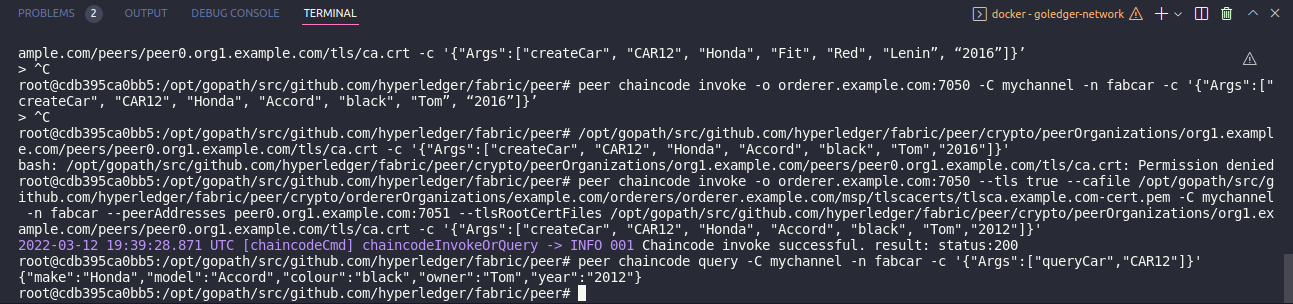 PROBLEMS 2 OUTPUT DEBUG CONSOLE TERMINAL docker - goledger-network
ample.com/peers/peer0.org1.example.com/tls/ca.crt -c '{"Args":["createCar", "CAR12", "Honda", "Fit", "Red", "Lenin”, “2016”]}’
> ^C
root@cdb395ca0bb5:/opt/gopath/src/github.com/hyperledger/fabric/peer# peer chaincode invoke -o orderer.example.com:7050 -C mychannel -n fabcar -c '{"Args":["
createCar", "CAR12", "Honda", "Accord", "black", "Tom”, “2016”]}’
> ^C
root@cdb395ca0bb5:/opt/gopath/src/github.com/hyperledger/fabric/peer# /opt/gopath/src/github.com/hyperledger/fabric/peer/crypto/peerOrganizations/org1.exampl
e.com/peers/peer0.org1.example.com/tls/ca.crt -c '{"Args":["createCar", "CAR12", "Honda", "Accord", "black", "Tom","2016"]}'
bash: /opt/gopath/src/github.com/hyperledger/fabric/peer/crypto/peerOrganizations/org1.example.com/peers/peer0.org1.example.com/tls/ca.crt: Permission denied
root@cdb395ca0bb5:/opt/gopath/src/github.com/hyperledger/fabric/peer# peer chaincode invoke -o orderer.example.com:7050 --tls true --cafile /opt/gopath/src/g
ithub.com/hyperledger/fabric/peer/crypto/ordererOrganizations/example.com/orderers/orderer.example.com/msp/tlscacerts/tlsca.example.com-cert.pem -C mychannel
-n fabcar --peerAddresses peer0.org1.example.com:7051 --tlsRootCertFiles /opt/gopath/src/github.com/hyperledger/fabric/peer/crypto/peerOrganizations/org1.ex
ample.com/peers/peer0.org1.example.com/tls/ca.crt -c '{"Args":["createCar", "CAR12", "Honda", "Accord", "black", "Tom","2012"]}'
2022-03-12 19:39:28.871 UTC [chaincodeCmd] chaincodeInvokeOrQuery -> INFO 001 Chaincode invoke successful. result: status:200
root@cdb395ca0bb5:/opt/gopath/src/github.com/hyperledger/fabric/peer# peer chaincode query -C mychannel -n fabcar -c '{"Args":["queryCar","CAR12"]}'
{"make":"Honda","model":"Accord","colour":"black","owner":"Tom","year":"2012"}
root@cdb395ca0bb5:/opt/gopath/src/github.com/hyperledger/fabric/peer#